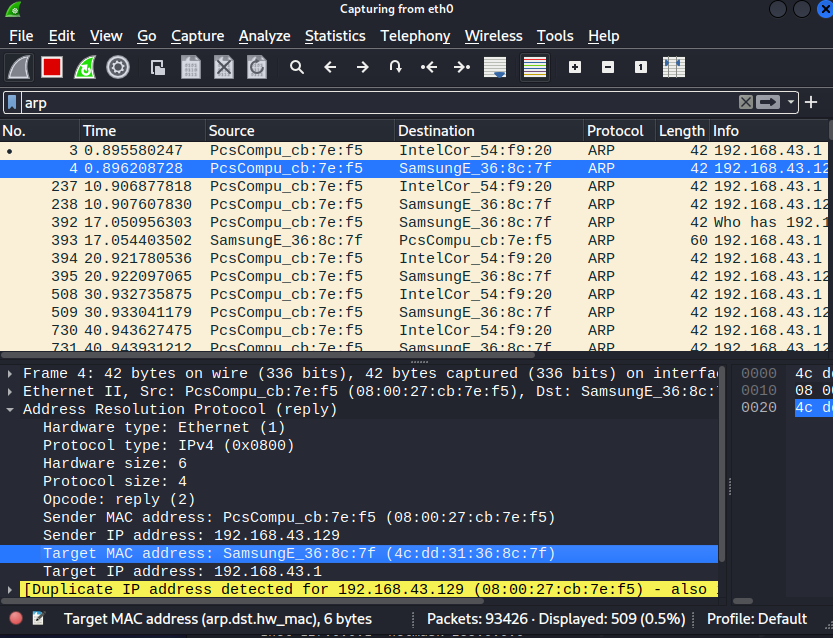 Capturing from eth0
File Edit View Go Capture Analyze Statistics Telephony Wireless Tools Help
arp
No. Time Source Destination Protocol Length Info
3 0.895580247 PcsCompu_cb:7e:f5 IntelCor_54:f9:20 ARP 42 192.168.43.1
4 0.896208728 PcsCompu_cb:7e:f5 SamsungE_36:8c:7f ARP 42 192.168.43.12
237 10.906877818 PcsCompu_cb:7e:f5 IntelCor_54:f9:20 ARP 42 192.168.43.1
238 10.907607830 PcsCompu_cb:7e:f5 SamsungE_36:8c:7f ARP 42 192.168.43.12
392 17.050956303 PcsCompu_cb:7e:f5 SamsungE_36:8c:7f ARP 42 Who has 192.1
393 17.054403502 SamsungE_36:8c:7f PcsCompu_cb:7e:f5 ARP 60 192.168.43.1
394 20.921780536 PcsCompu_cb:7e:f5 IntelCor_54:f9:20 ARP 42 192.168.43.1
395 20.922097065 PcsCompu_cb:7e:f5 SamsungE_36:8c:7f ARP 42 192.168.43.12
508 30.932735875 PcsCompu_cb:7e:f5 IntelCor_54:f9:20 ARP 42 192.168.43.1
509 30.933041179 PcsCompu_cb:7e:f5 SamsungE_36:8c:7f ARP 42 192.168.43.12
730 40.943627475 PcsCompu_cb:7e:f5 IntelCor_54:f9:20 ARP 42 192.168.43.1
731 40.943931212 PcsCompu_cb:7e:f5 SamsungE_36:8c:7f ARP 42 192.168.43.12
Frame 4: 42 bytes on wire (336 bits), 42 bytes captured (336 bits) on interfa
Ethernet II, Src: PcsCompu_cb:7e:f5 (08:00:27:cb:7e:f5), Dst: SamsungE_36:8c:
Address Resolution Protocol (reply)
Hardware type: Ethernet (1)
Protocol type: IPv4 (0x0800)
Hardware size: 6
Protocol size: 4
Opcode: reply (2)
Sender MAC address: PcsCompu_cb:7e:f5 (08:00:27:cb:7e:f5)
Sender IP address: 192.168.43.129
Target MAC address: SamsungE_36:8c:7f (4c:dd:31:36:8c:7f)
Target IP address: 192.168.43.1
[Duplicate IP address detected for 192.168.43.129 (08:00:27:cb:7e:f5) - also
0000 4c d
0010 08 0
0020 4c d
Target MAC address (arp.dst.hw_mac), 6 bytes
Packets: 93426 · Displayed: 509 (0.5%)
Profile: Default